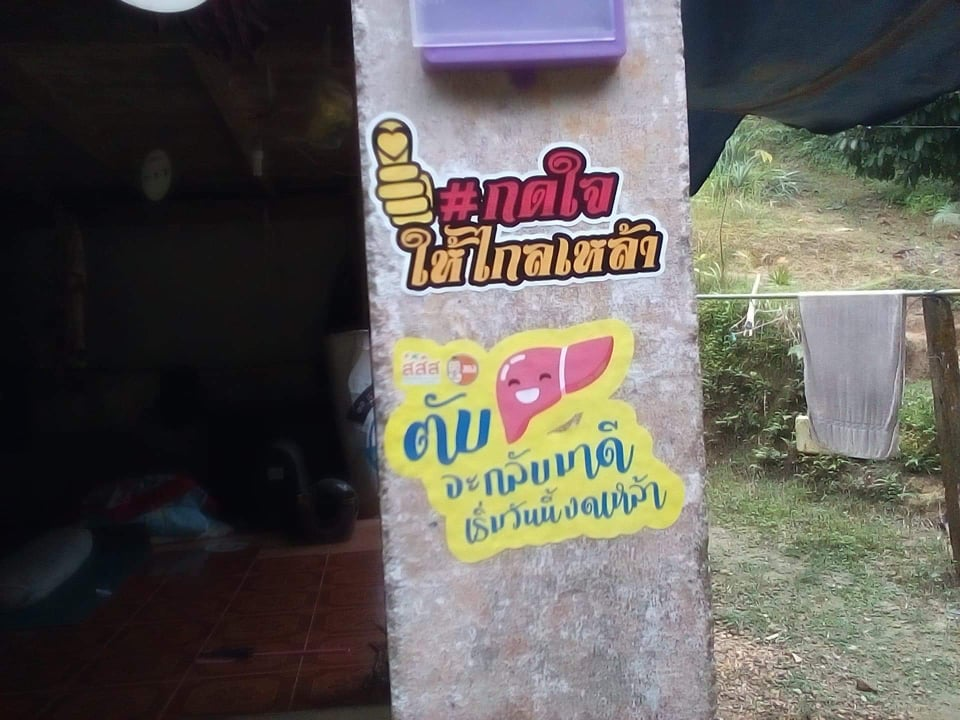 #กดใจ
ให้ไกลเหล้า
สสส
ตับ
จะกลับมาดี
เริ่มวันนี้งดเหล้า